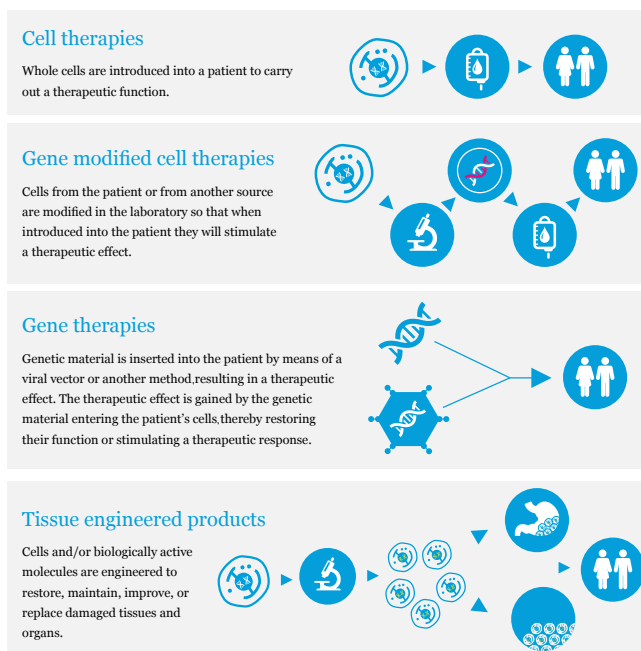 Cell therapies
Whole cells are introduced into a patient to carry
out a therapeutic function.
Gene modified cell therapies
Cells from the patient or from another source
are modified in the laboratory so that when
introduced into the patient they will stimulate
a therapeutic effect.
Gene therapies
Genetic material is inserted into the patient by means of a
viral vector or another method,resulting in a therapeutic
effect. The therapeutic effect is gained by the genetic
material entering the patient's cells,thereby restoring
their function or stimulating a therapeutic response.
Tissue engineered products
Cells and/or biologically active
molecules are engineered to
restore, maintain, improve, or
replace damaged tissues and
organs.